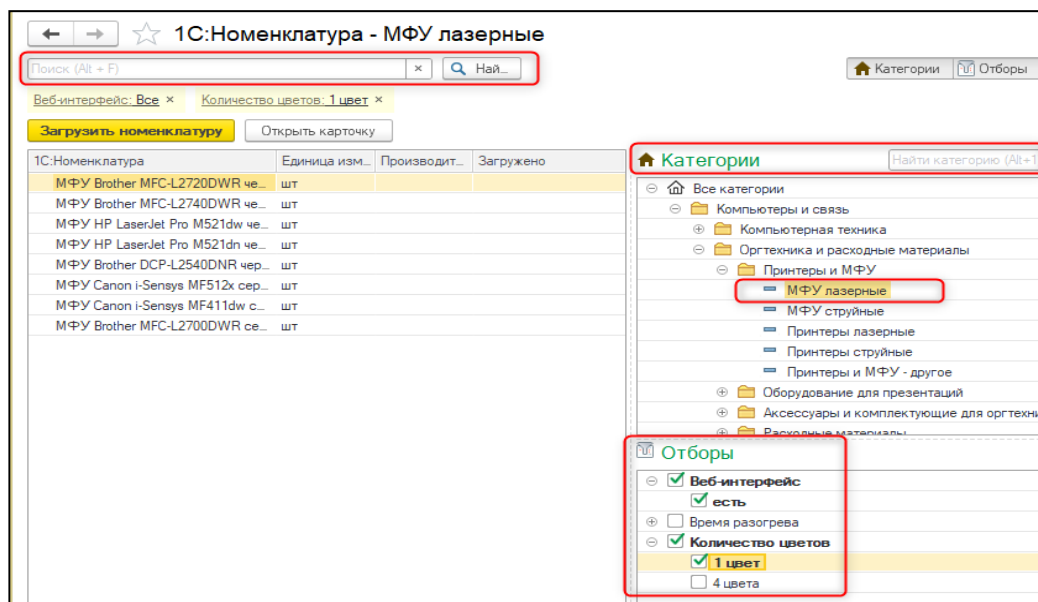 1С:Номенклатура - МФУ лазерные
Поиск (Alt + F) × Най...
Категории Отборы
Веб-интерфейс: Все × Количество цветов: 1 цвет ×
Загрузить номенклатуру Открыть карточку
1С:Номенклатура Единица изм... Производит... Загружено
МФУ Brother MFC-L2720DWR че... шт
МФУ Brother MFC-L2740DWR че... шт
МФУ HP LaserJet Pro M521dw че... шт
МФУ HP LaserJet Pro M521dn че... шт
МФУ Brother DCP-L2540DNR чер... шт
МФУ Canon i-Sensys MF512x сер... шт
МФУ Canon i-Sensys MF411dw с... шт
МФУ Brother MFC-L2700DWR се... шт
Категории Найти категорию (Alt+1
Все категории
Компьютеры и связь
Компьютерная техника
Оргтехника и расходные материалы
Принтеры и МФУ
МФУ лазерные
МФУ струйные
Принтеры лазерные
Принтеры струйные
Принтеры и МФУ - другое
Оборудование для презентаций
Аксессуары и комплектующие для оргтехни
Расходные материалы
Отборы
Веб-интерфейс
есть
Время разогрева
Количество цветов
1 цвет
4 цвета